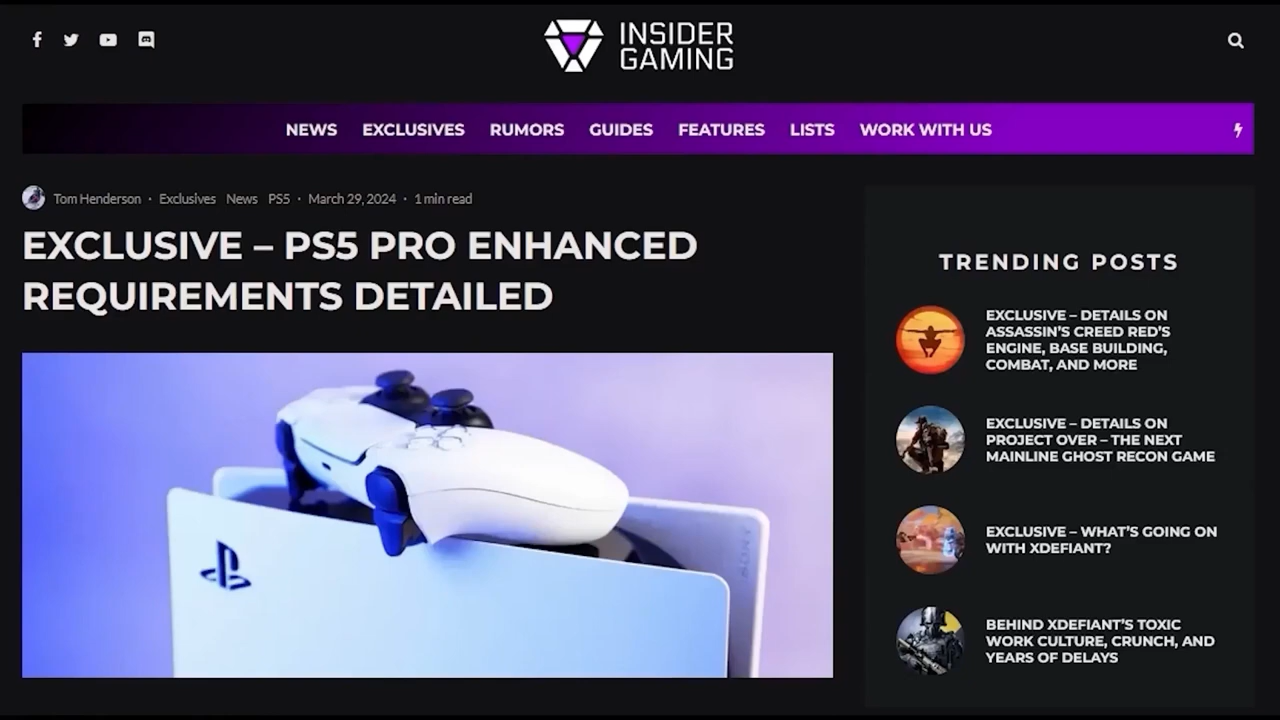 INSIDER
GAMING
NEWS EXCLUSIVES RUMORS GUIDES FEATURES LISTS WORK WITH US
Tom Henderson · Exclusives News PS5 · March 29, 2024 · 1 min read
EXCLUSIVE – PS5 PRO ENHANCED
REQUIREMENTS DETAILED
SONY
TRENDING POSTS
EXCLUSIVE – DETAILS ON
ASSASSIN'S CREED RED'S
ENGINE, BASE BUILDING,
COMBAT, AND MORE
EXCLUSIVE – DETAILS ON
PROJECT OVER – THE NEXT
MAINLINE GHOST RECON GAME
EXCLUSIVE – WHAT'S GOING ON
WITH XDEFIANT?
BEHIND XDEFIANT'S TOXIC
WORK CULTURE, CRUNCH, AND
YEARS OF DELAYS